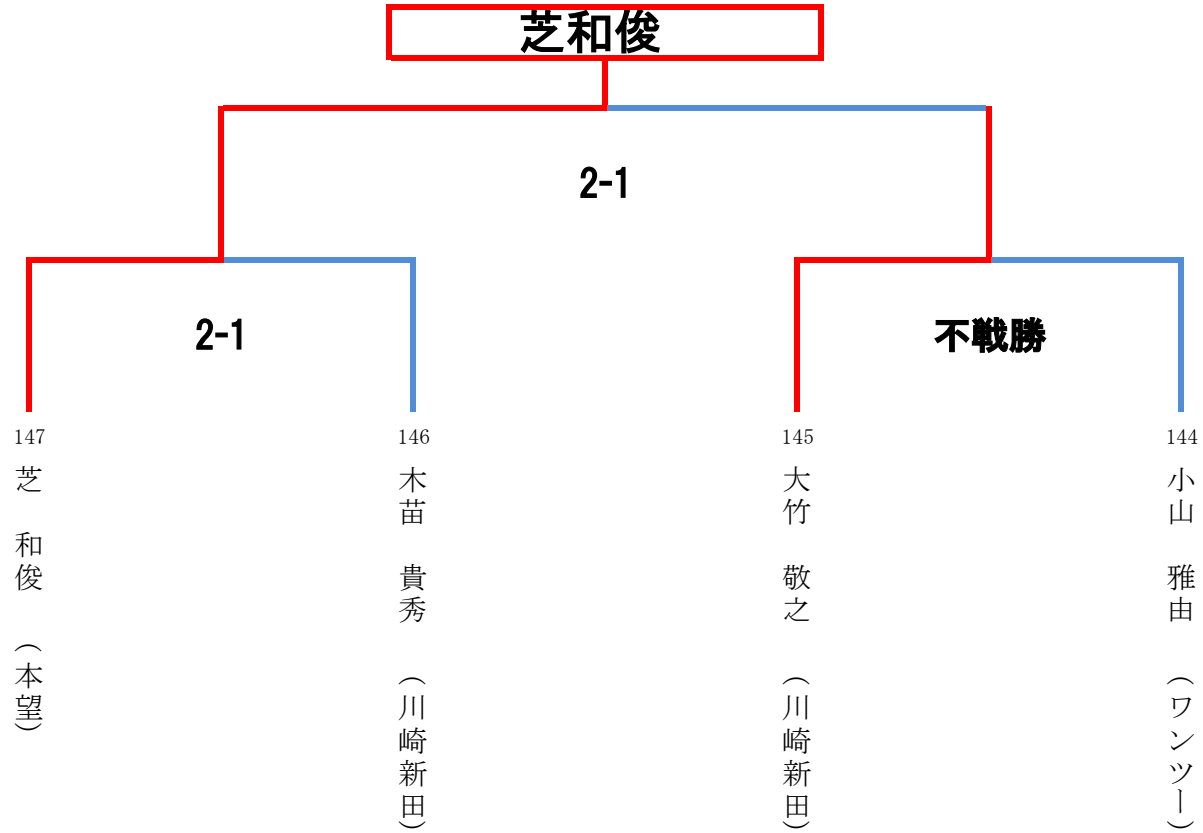 芝和俊
2-1
2-1
不戦勝
147
146
145
144
小山 雅由 (ワンツー)
大竹 敬之 (川崎新田)
木苗 貴秀 (川崎新田)
芝 和俊 (本望)